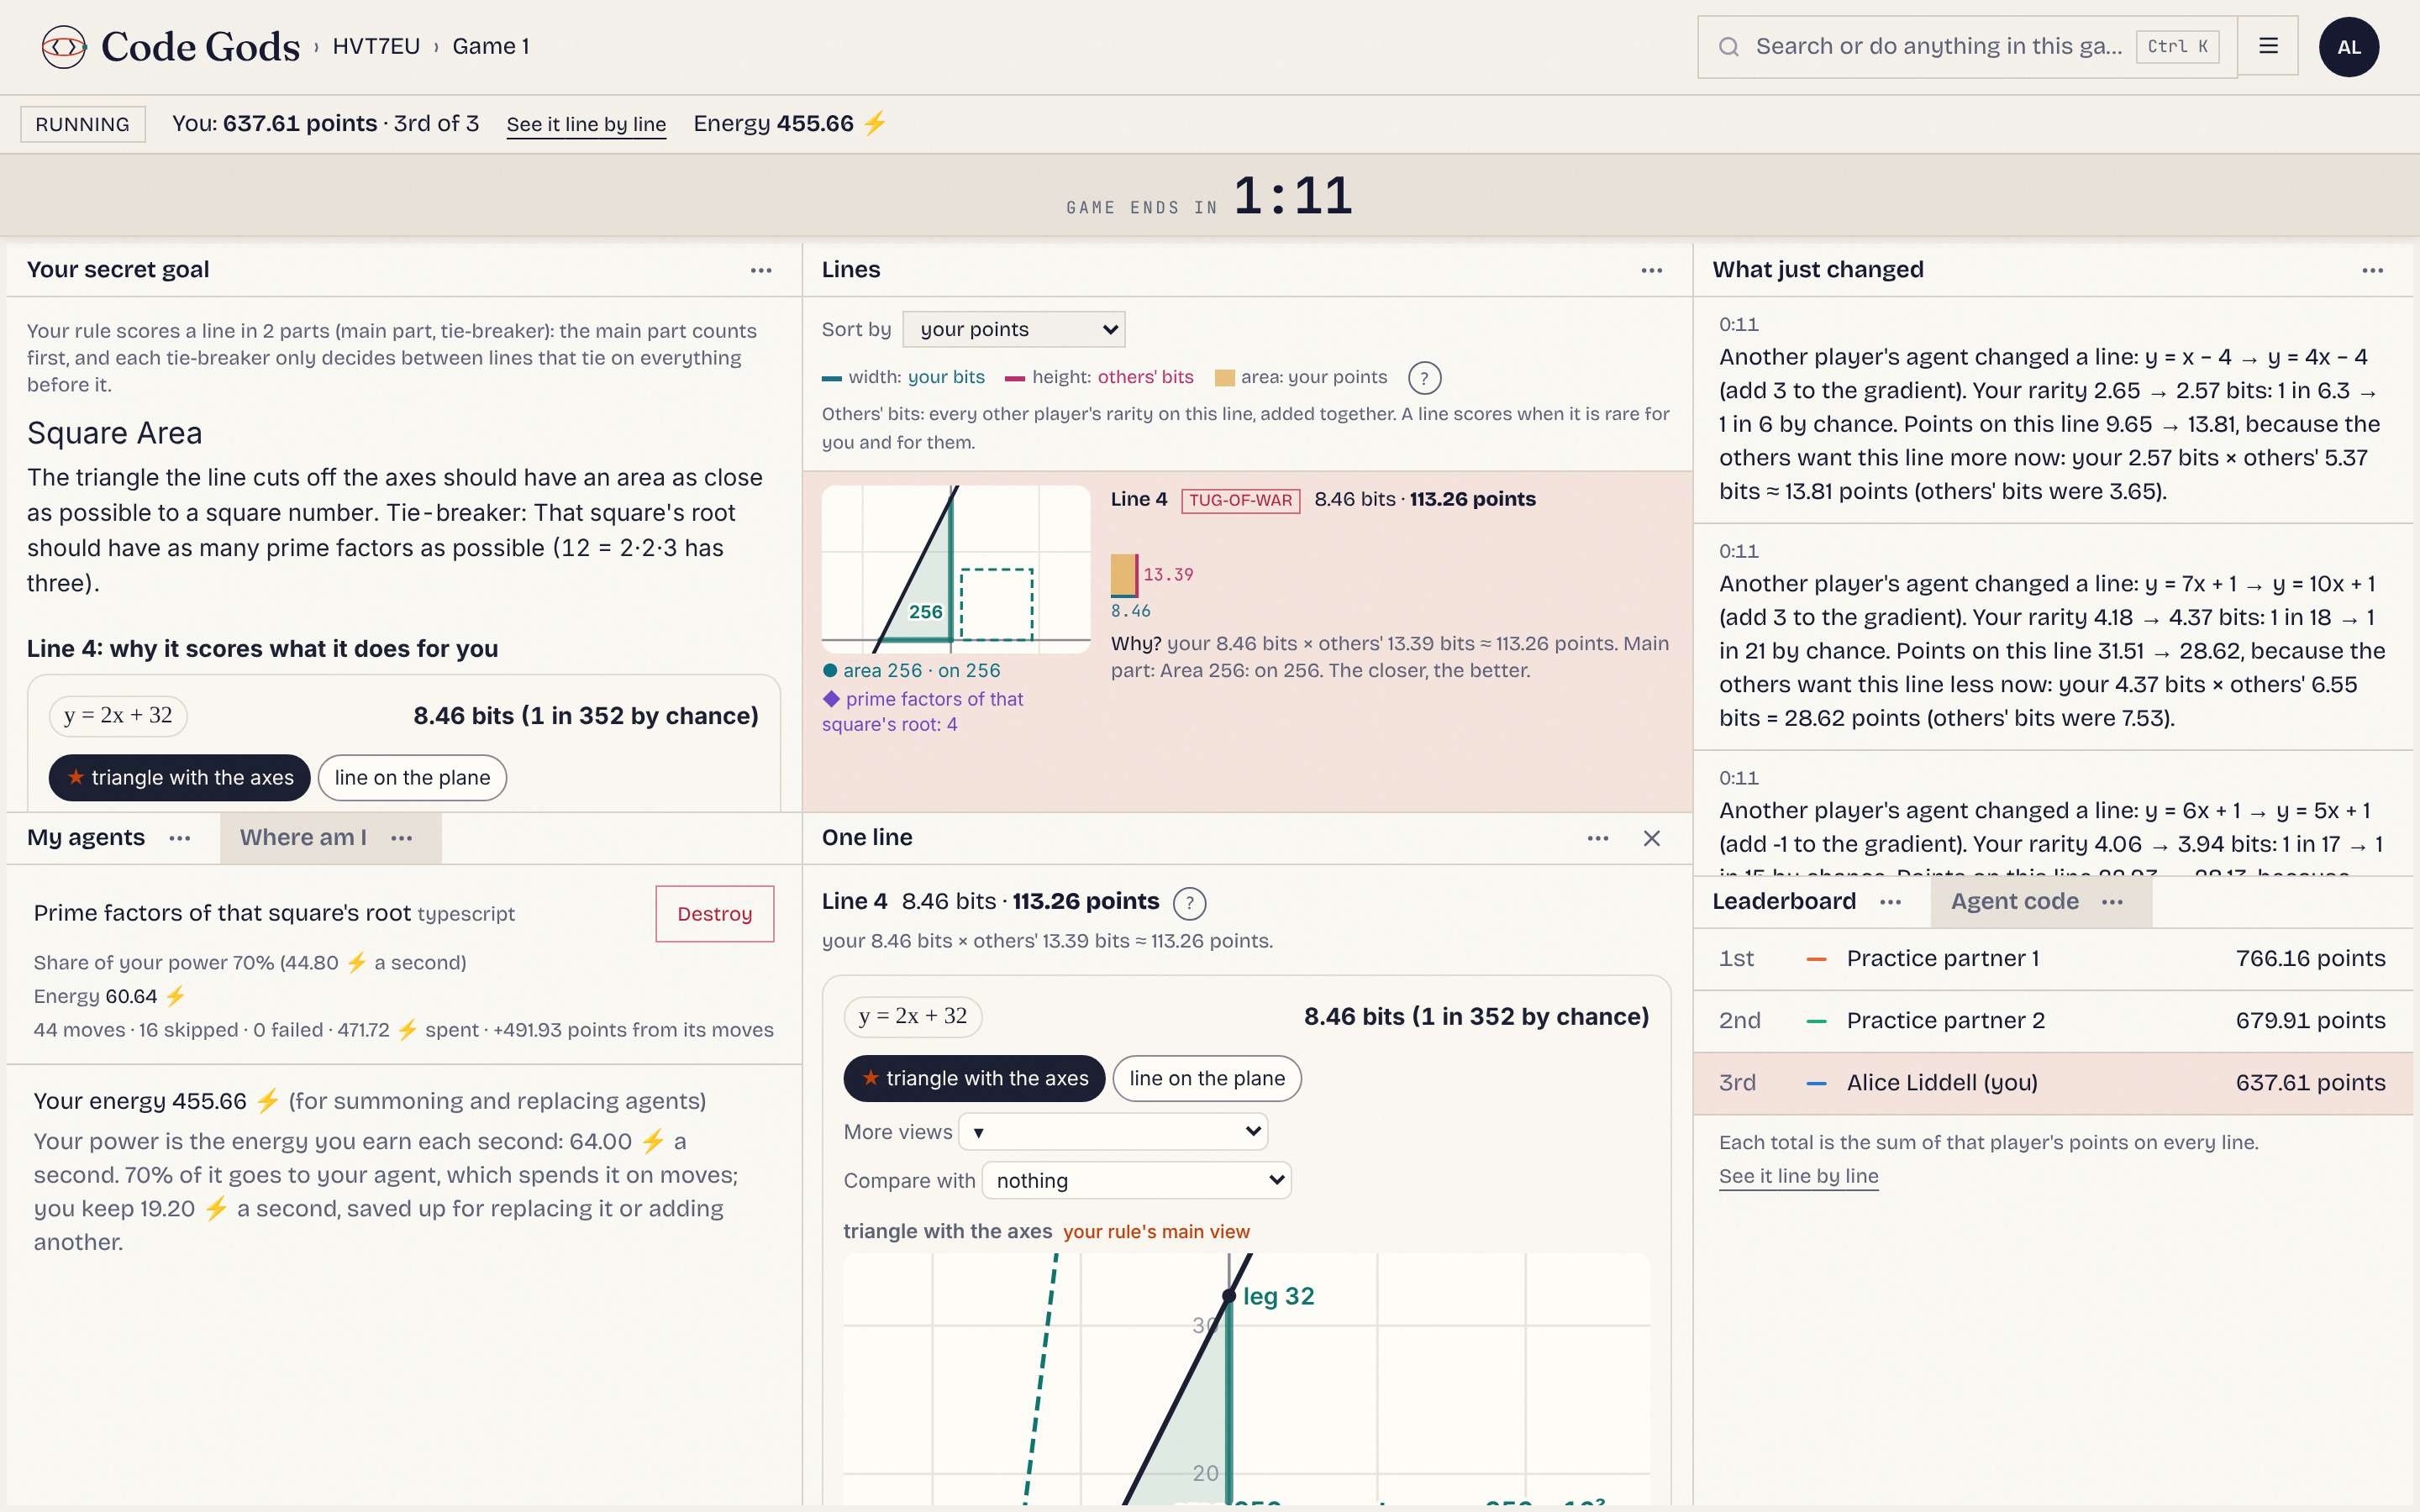 Code Gods › HVT7EU › Game 1
Search or do anything in this ga... Ctrl K
AL
RUNNING You: 637.61 points · 3rd of 3 See it line by line Energy 455.66 ⚡
GAME ENDS IN 1:11
Your secret goal
Your rule scores a line in 2 parts (main part, tie-breaker): the main part counts
first, and each tie-breaker only decides between lines that tie on everything
before it.
Square Area
The triangle the line cuts off the axes should have an area as close
as possible to a square number. Tie-breaker: That square's root
should have as many prime factors as possible (12 = 2·2·3 has
three).
Line 4: why it scores what it does for you
y = 2x + 32 8.46 bits (1 in 352 by chance)
★ triangle with the axes line on the plane
My agents Where am I
Prime factors of that square's root typescript Destroy
Share of your power 70% (44.80 ⚡ a second)
Energy 60.64 ⚡
44 moves · 16 skipped · 0 failed · 471.72 ⚡ spent · +491.93 points from its moves
Your energy 455.66 ⚡ (for summoning and replacing agents)
Your power is the energy you earn each second: 64.00 ⚡ a
second. 70% of it goes to your agent, which spends it on moves;
you keep 19.20 ⚡ a second, saved up for replacing it or adding
another.
Lines
Sort by your points
width: your bits height: others' bits area: your points ?
Others' bits: every other player's rarity on this line, added together. A line scores when it is rare for
you and for them.
256
area 256 · on 256
prime factors of that
square's root: 4
Line 4 TUG-OF-WAR 8.46 bits · 113.26 points
13.39
8.46
Why? your 8.46 bits × others' 13.39 bits ≈ 113.26 points. Main
part: Area 256: on 256. The closer, the better.
One line
Line 4 8.46 bits · 113.26 points ?
your 8.46 bits × others' 13.39 bits ≈ 113.26 points.
y = 2x + 32 8.46 bits (1 in 352 by chance)
★ triangle with the axes line on the plane
More views ▾
Compare with nothing
triangle with the axes your rule's main view
leg 32
30
20
What just changed
0:11
Another player's agent changed a line: y = x − 4 → y = 4x − 4
(add 3 to the gradient). Your rarity 2.65 → 2.57 bits: 1 in 6.3 →
1 in 6 by chance. Points on this line 9.65 → 13.81, because the
others want this line more now: your 2.57 bits × others' 5.37
bits ≈ 13.81 points (others' bits were 3.65).
0:11
Another player's agent changed a line: y = 7x + 1 → y = 10x + 1
(add 3 to the gradient). Your rarity 4.18 → 4.37 bits: 1 in 18 → 1
in 21 by chance. Points on this line 31.51 → 28.62, because the
others want this line less now: your 4.37 bits × others' 6.55
bits = 28.62 points (others' bits were 7.53).
0:11
Another player's agent changed a line: y = 6x + 1 → y = 5x + 1
(add -1 to the gradient). Your rarity 4.06 → 3.94 bits: 1 in 17 → 1
Leaderboard Agent code
1st Practice partner 1 766.16 points
2nd Practice partner 2 679.91 points
3rd Alice Liddell (you) 637.61 points
Each total is the sum of that player's points on every line.
See it line by line